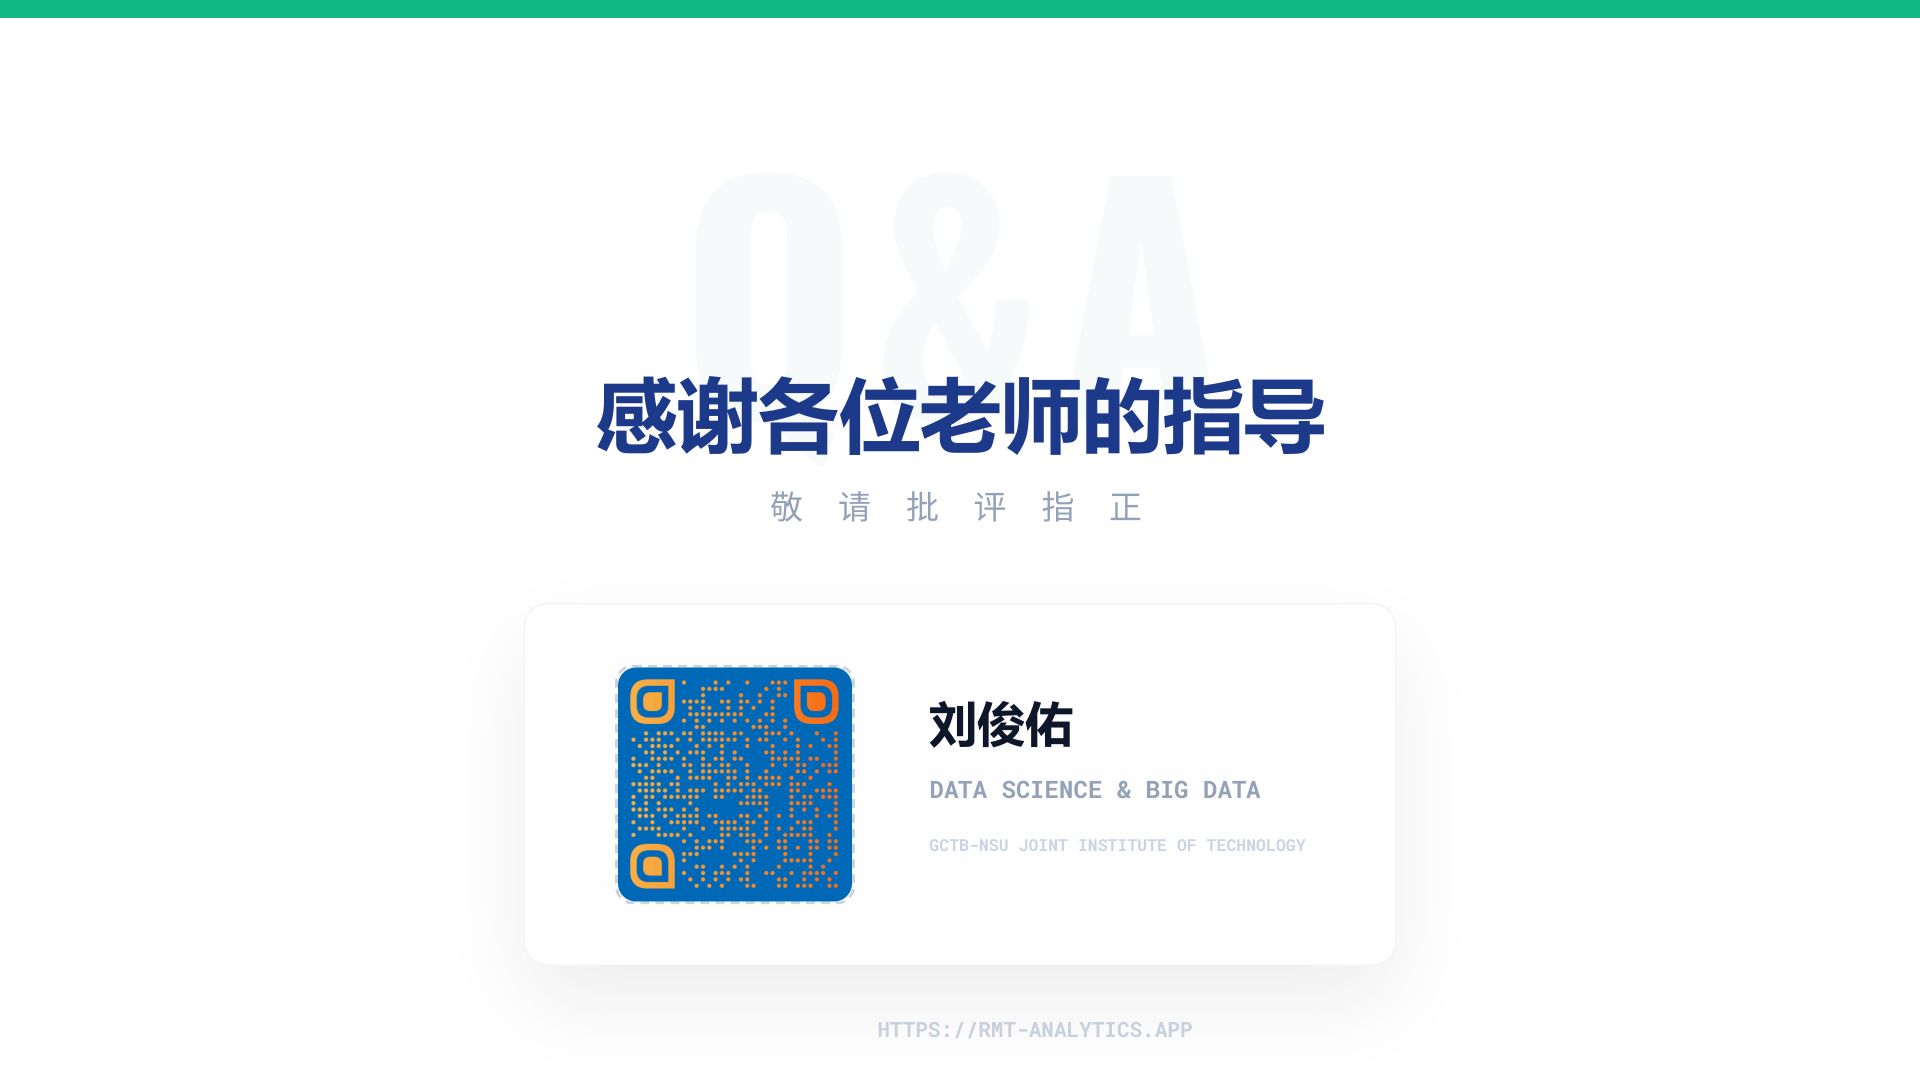 Q&A
感谢各位老师的指导
敬请批评指正
刘俊佑
DATA SCIENCE & BIG DATA
GCTB-NSU JOINT INSTITUTE OF TECHNOLOGY
HTTPS://RMT-ANALYTICS.APP